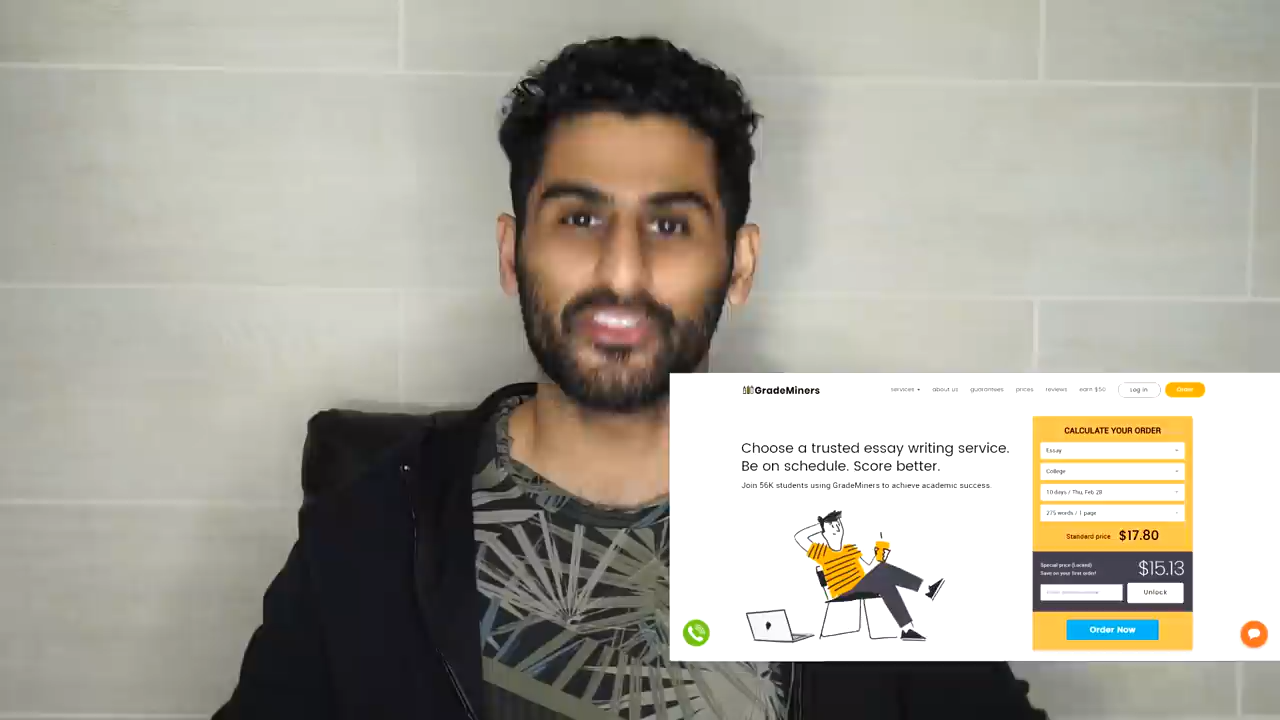 GradeMiners
services about us guarantees prices reviews earn $50 Log in Order
Choose a trusted essay writing service.
Be on schedule. Score better.
Join 56K students using GradeMiners to achieve academic success.
CALCULATE YOUR ORDER
Essay
College
10 days / Thu, Feb 28
275 words / 1 page
Standard price $17.80
Special price (Locked)
Save on your first order!
$15.13
Unlock
Order Now